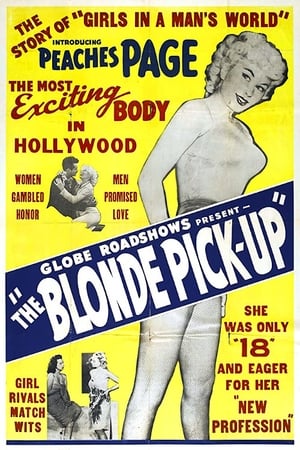 THE STORY OF "GIRLS IN A MAN'S WORLD"
INTRODUCING
PEACHES PAGE
THE MOST
Exciting
BODY
IN
HOLLYWOOD
WOMEN
GAMBLED
HONOR
MEN
PROMISED
LOVE
GLOBE ROADSHOWS PRESENT—
"THE BLONDE PICK-UP"
GIRL
RIVALS
MATCH
WITS
SHE
WAS ONLY
"18"
AND EAGER
FOR HER
"NEW
PROFESSION"